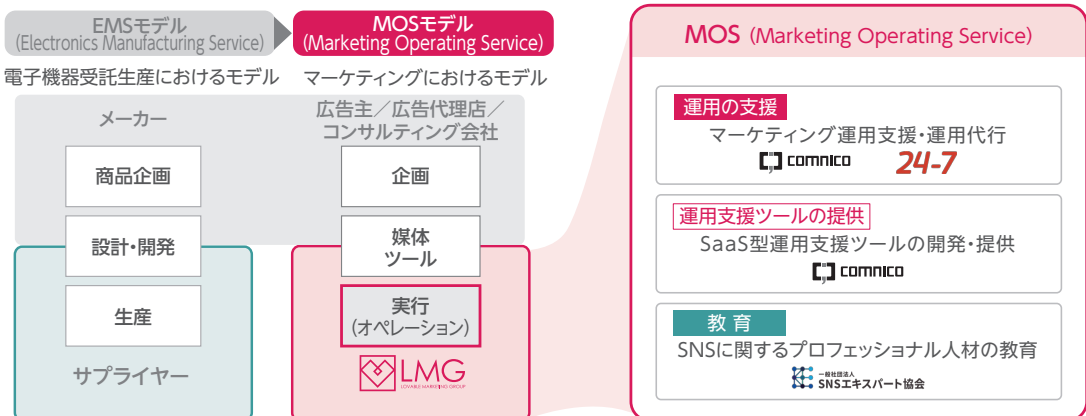 EMSモデル
(Electronics Manufacturing Service)
電子機器受託生産におけるモデル
メーカー
商品企画
設計・開発
生産
サプライヤー
MOSモデル
(Marketing Operating Service)
マーケティングにおけるモデル
広告主／広告代理店／
コンサルティング会社
企画
媒体
ツール
実行
(オペレーション)
LMG
LOVABLE MARKETING GROUP
MOS (Marketing Operating Service)
運用の支援
マーケティング運用支援・運用代行
comnico 24-7
運用支援ツールの提供
SaaS型運用支援ツールの開発・提供
comnico
教育
SNSに関するプロフェッショナル人材の教育
一般社団法人
SNSエキスパート協会